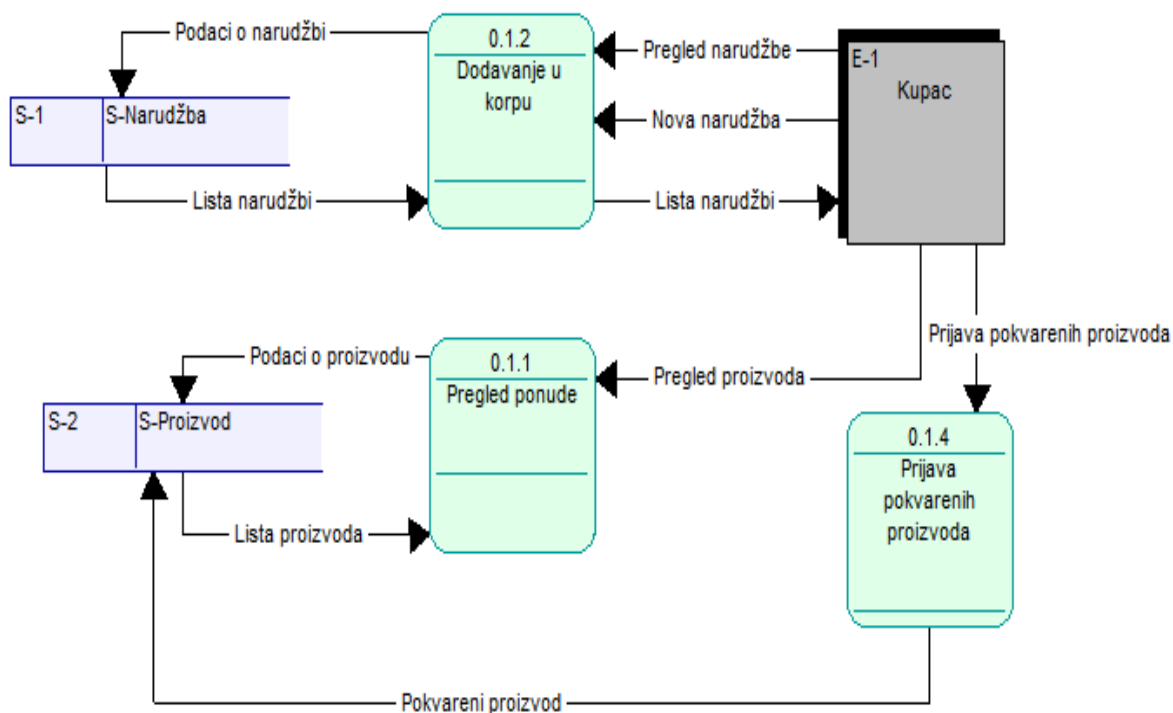 Podaci o narudžbi
0.1.2
Dodavanje u
korpu
Pregled narudžbe
E-1
Kupac
S-1
S-Narudžba
Nova narudžba
Lista narudžbi
Lista narudžbi
Prijava pokvarenih proizvoda
Podaci o proizvodu
0.1.1
Pregled ponude
Pregled proizvoda
S-2
S-Proizvod
0.1.4
Prijava
pokvarenih
proizvoda
Lista proizvoda
Pokvareni proizvod